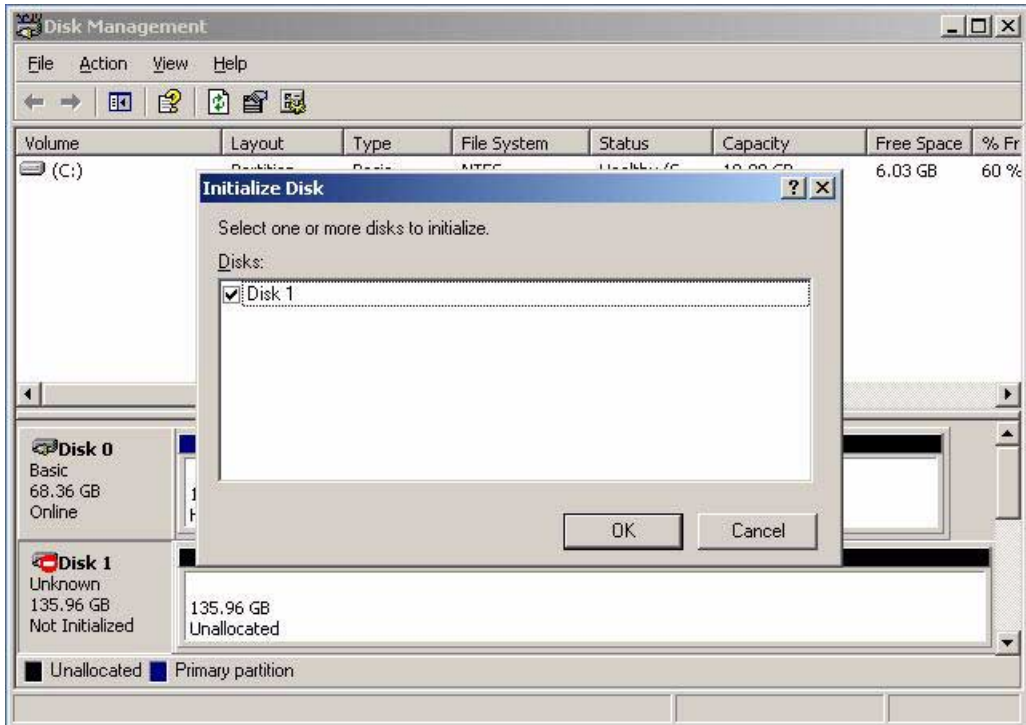 Disk Management
File Action View Help
Volume Layout Type File System Status Capacity Free Space % Fr
(C:) 6.03 GB 60 %
Initialize Disk
Select one or more disks to initialize.
Disks:
Disk 1
OK Cancel
Disk 0
Basic
68.36 GB
Online
Disk 1
Unknown
135.96 GB
Not Initialized
135.96 GB
Unallocated
Unallocated Primary partition